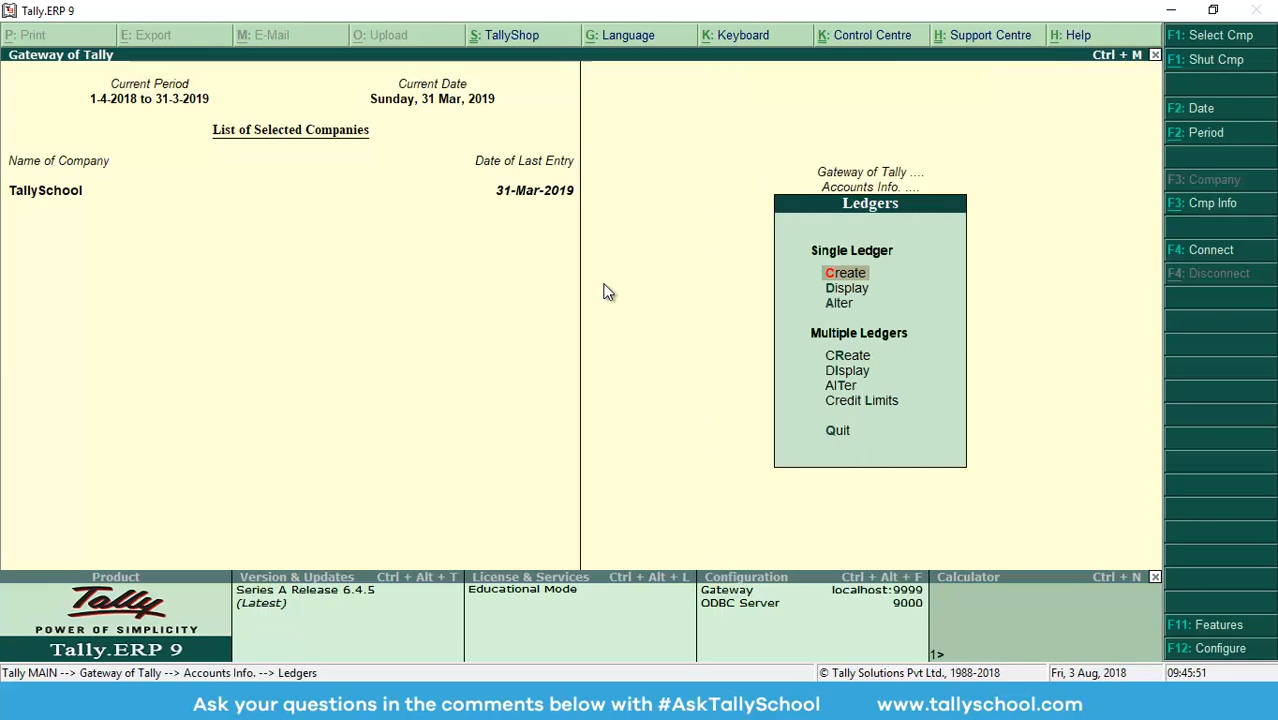 Tally.ERP 9
P: Print E: Export M: E-Mail O: Upload S: TallyShop G: Language K: Keyboard K: Control Centre H: Support Centre H: Help
Gateway of Tally Ctrl + M
Current Period Current Date
1-4-2018 to 31-3-2019 Sunday, 31 Mar, 2019
List of Selected Companies
Name of Company Date of Last Entry
TallySchool 31-Mar-2019
Gateway of Tally ....
Accounts Info. ....
Ledgers
Single Ledger
Create
Display
Alter
Multiple Ledgers
CReate
DIsplay
AlTer
Credit Limits
Quit
F1: Select Cmp
F1: Shut Cmp
F2: Date
F2: Period
F3: Company
F3: Cmp Info
F4: Connect
F4: Disconnect
F11: Features
F12: Configure
Product
Tally
POWER OF SIMPLICITY
Tally.ERP 9
Version & Updates Ctrl + Alt + T
Series A Release 6.4.5
(Latest)
License & Services Ctrl + Alt + L
Educational Mode
Configuration Ctrl + Alt + F
Gateway localhost:9999
ODBC Server 9000
Calculator Ctrl + N
1>
Tally MAIN --> Gateway of Tally --> Accounts Info. --> Ledgers © Tally Solutions Pvt Ltd., 1988-2018 Fri, 3 Aug, 2018 09:45:51
Ask your questions in the comments below with #AskTallySchool www.tallyschool.com